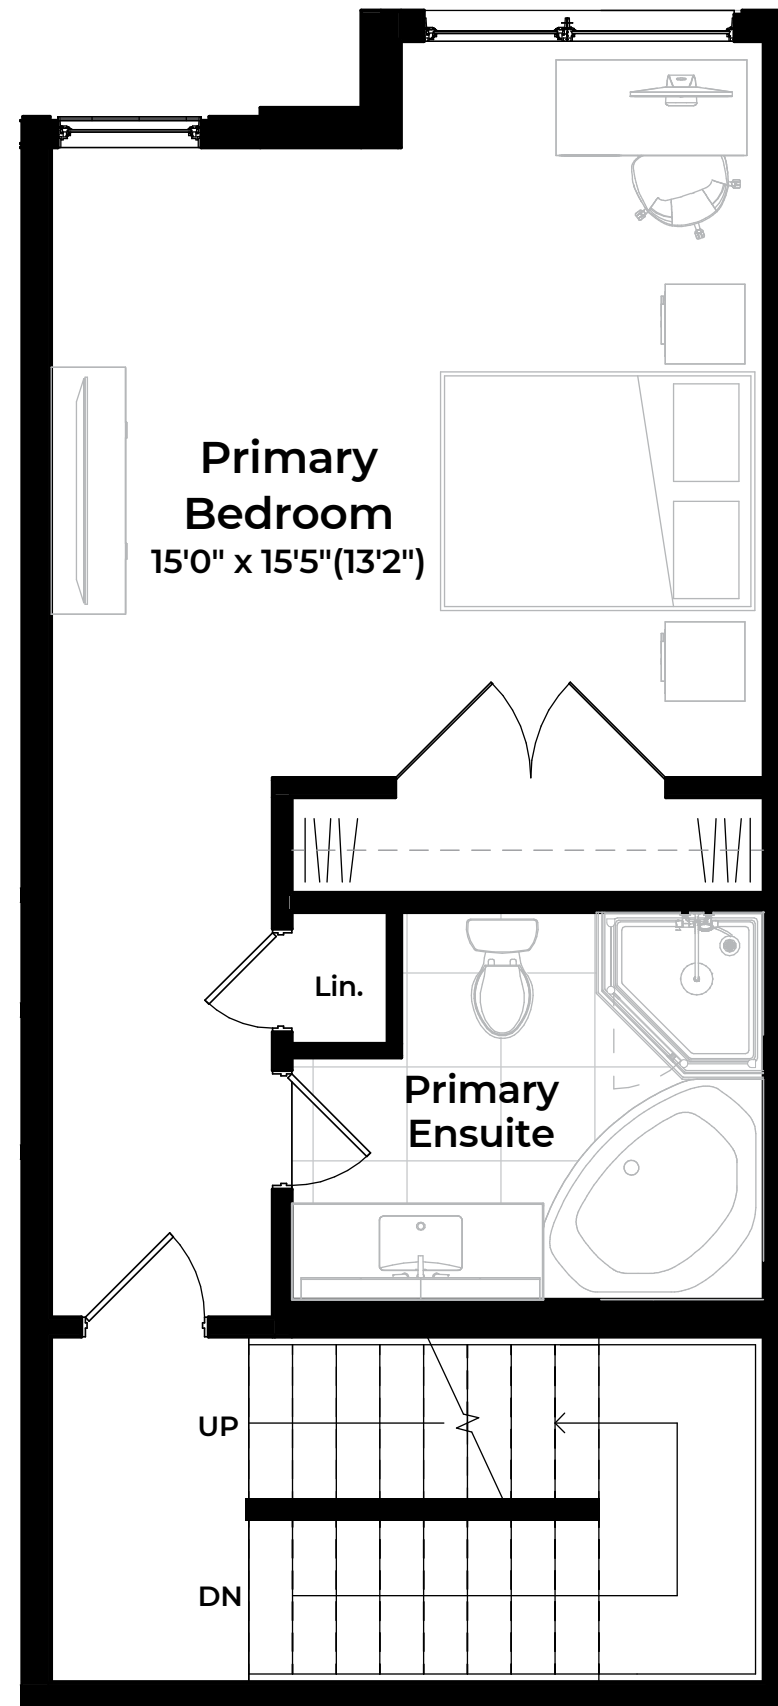 Primary
Bedroom
15'0" x 15'5"(13'2")
Lin.
Primary
Ensuite
UP
DN